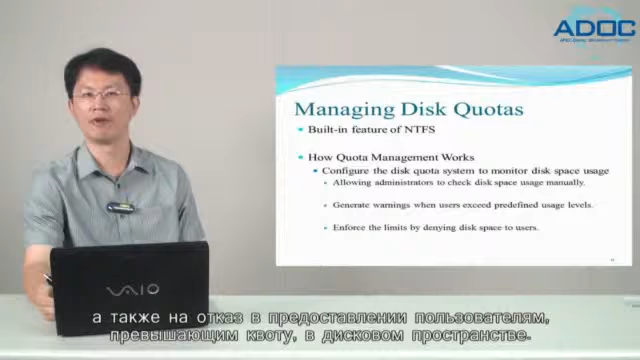 ADOC
Managing Disk Quotas
Built-in feature of NTFS
How Quota Management Works
Configure the disk quota system to monitor disk space usage
Allowing administrators to check disk space usage manually.
Generate warnings when users exceed predefined usage levels.
Enforce the limits by denying disk space to users.
VAIO
а также на отказ в предоставлении пользователям,
превышающим квоту, в дисковом пространстве.